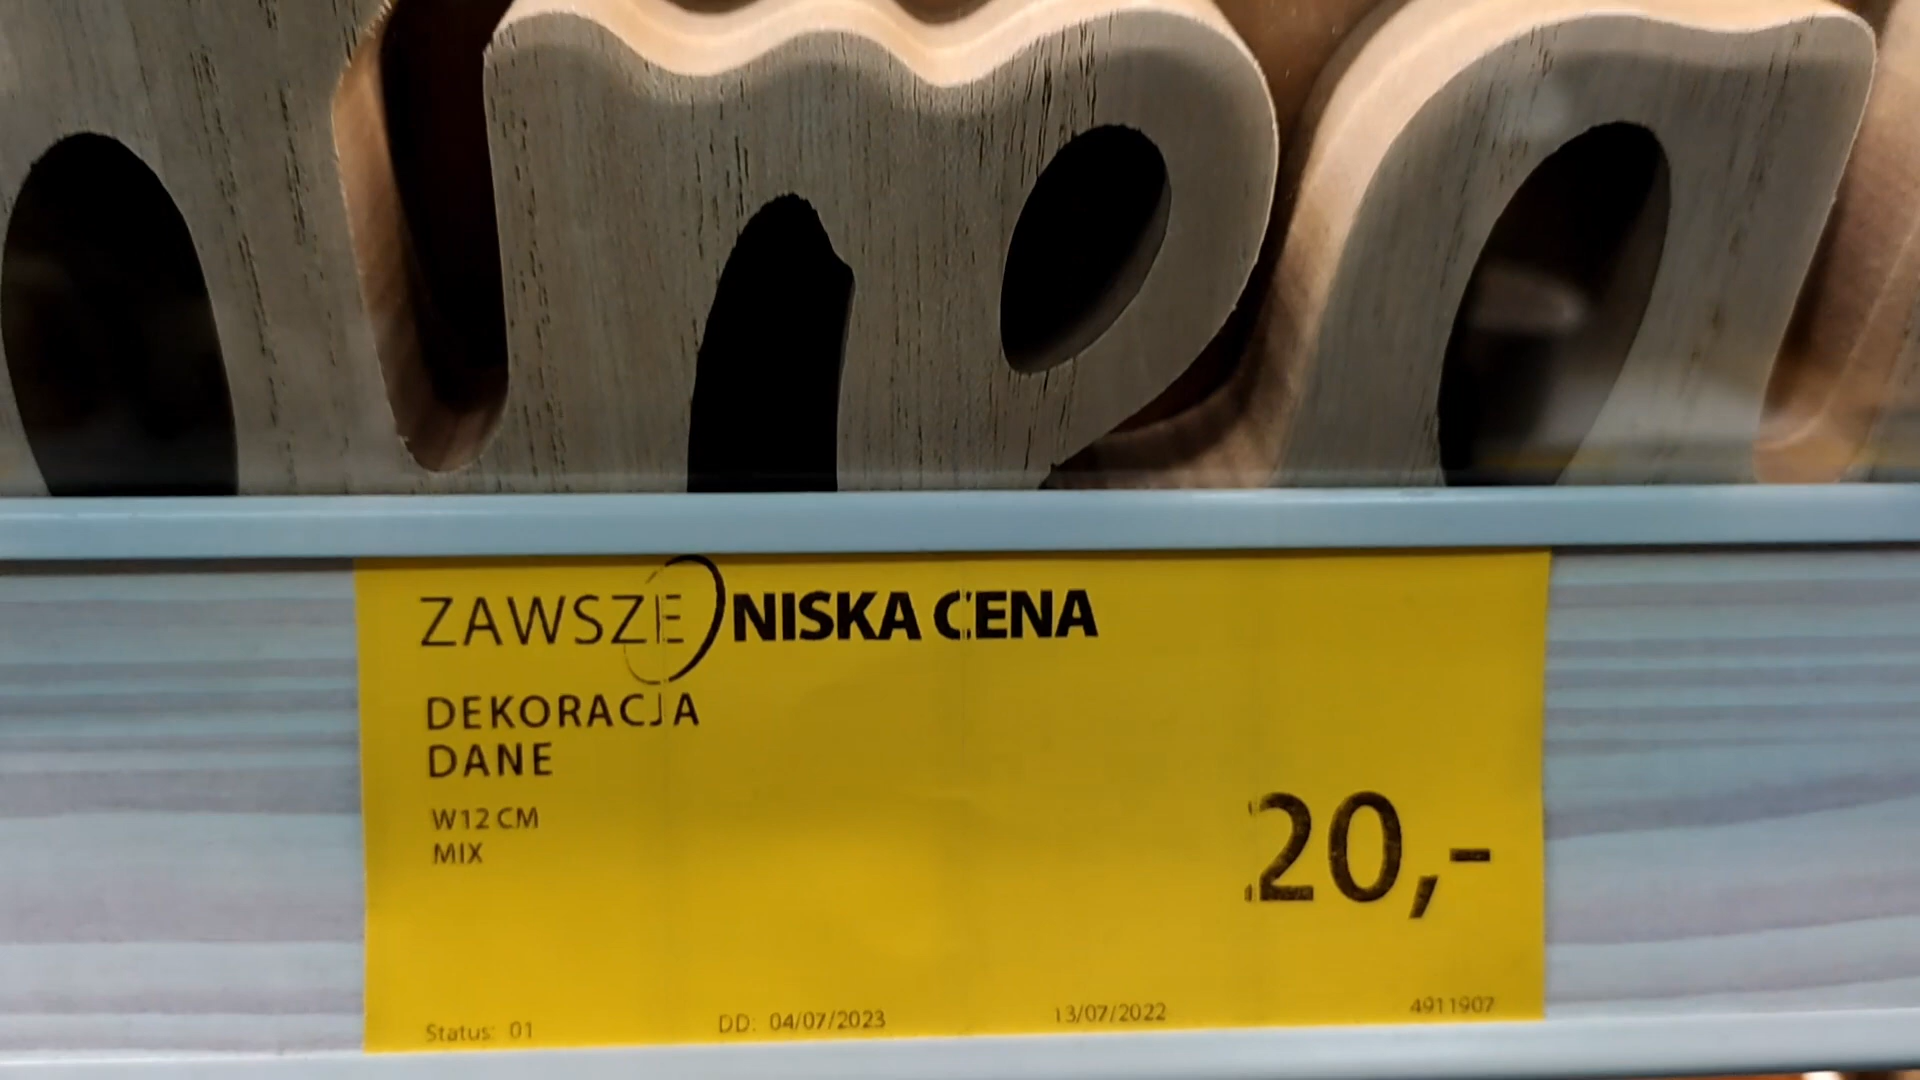 ZAWSZE NISKA CENA
DEKORACJA
DANE
W12 CM
MIX
20,-
Status: 01 DD: 04/07/2023 13/07/2022 4911907